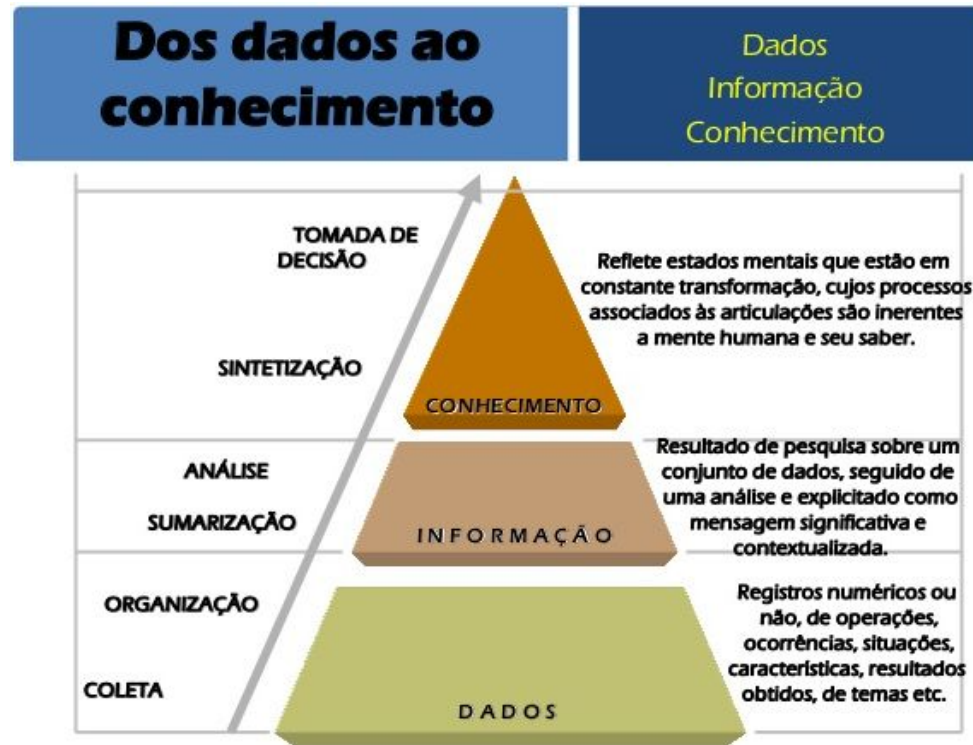 Dos dados ao
conhecimento
Dados
Informação
Conhecimento
TOMADA DE
DECISÃO
Reflete estados mentais que estão em
constante transformação, cujos processos
associados às articulações são inerentes
a mente humana e seu saber.
SINTETIZAÇÃO
CONHECIMENTO
ANÁLISE
SUMARIZAÇÃO
INFORMAÇÃO
Resultado de pesquisa sobre um
conjunto de dados, seguido de
uma análise e explicitado como
mensagem significativa e
contextualizada.
ORGANIZAÇÃO
COLETA
DADOS
Registros numéricos ou
não, de operações,
ocorrências, situações,
características, resultados
obtidos, de temas etc.